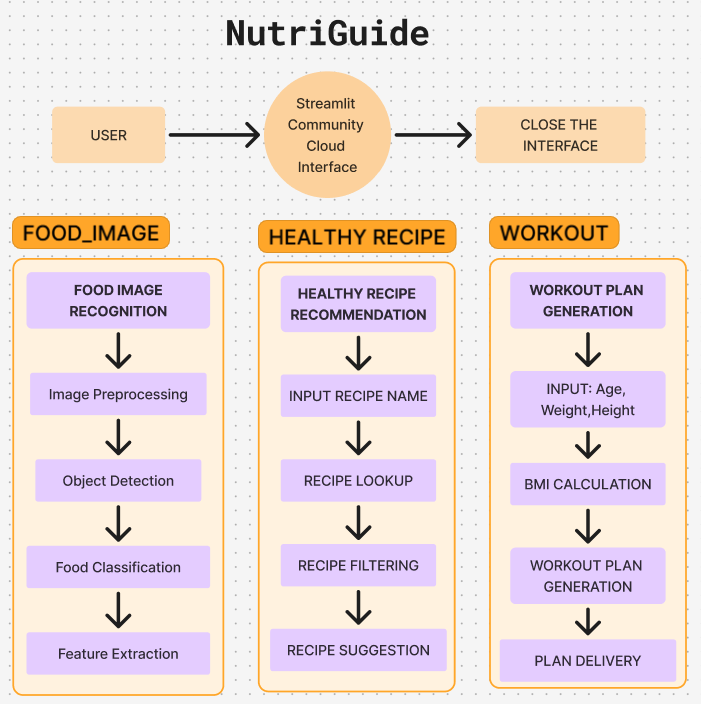 NutriGuide
USER
Streamlit
Community
Cloud
Interface
CLOSE THE
INTERFACE
FOOD_IMAGE
FOOD IMAGE
RECOGNITION
Image Preprocessing
Object Detection
Food Classification
Feature Extraction
HEALTHY RECIPE
HEALTHY RECIPE
RECOMMENDATION
INPUT RECIPE NAME
RECIPE LOOKUP
RECIPE FILTERING
RECIPE SUGGESTION
WORKOUT
WORKOUT PLAN
GENERATION
INPUT: Age,
Weight,Height
BMI CALCULATION
WORKOUT PLAN
GENERATION
PLAN DELIVERY